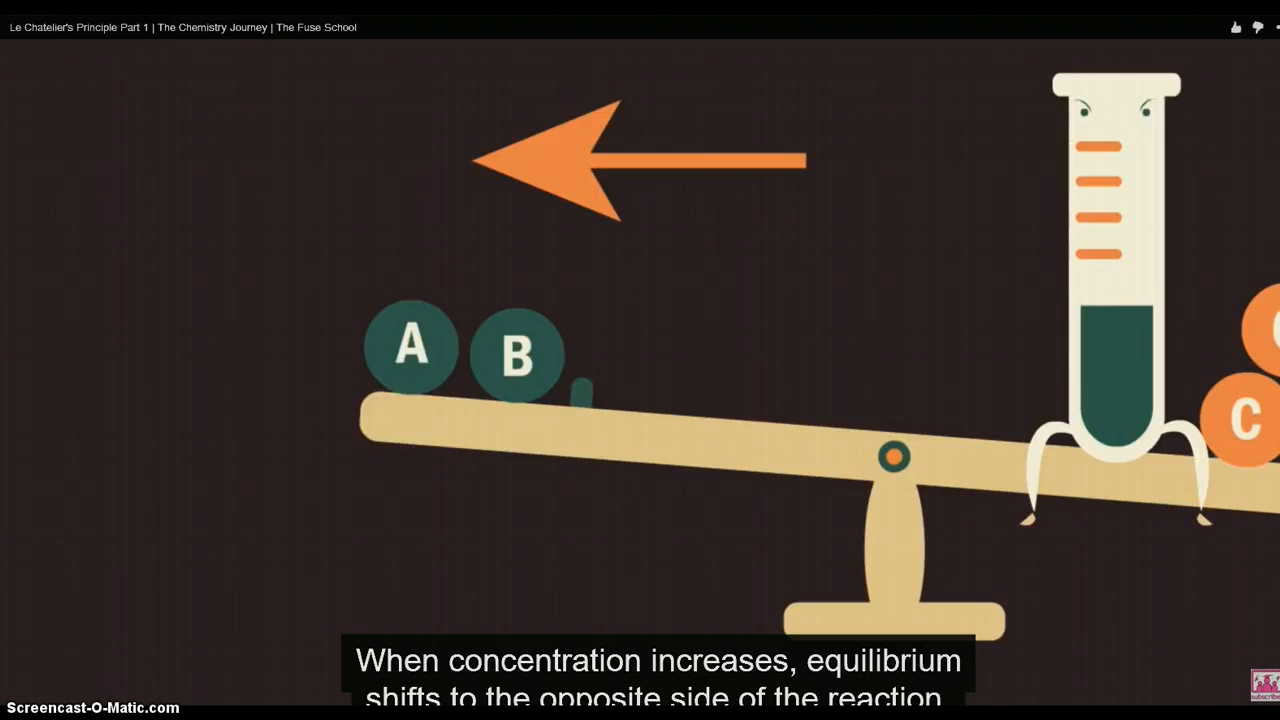 Le Chatelier's Principle Part 1 | The Chemistry Journey | The Fuse School
A
B
C
When concentration increases, equilibrium
shifts to the opposite side of the reaction
subscribe
Screencast-O-Matic.com